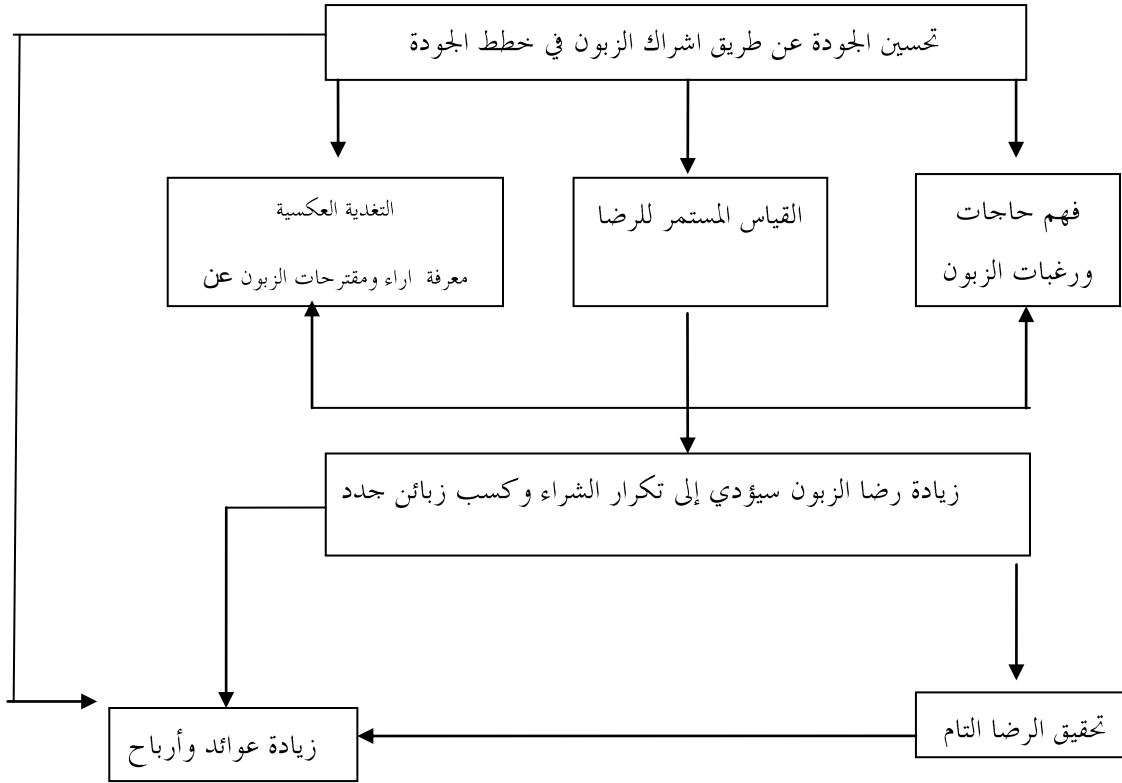 تحسين الجودة عن طريق اشراك الزبون في خطط الجودة
فهم حاجات
ورغبات الزبون
القياس المستمر للرضا
التغدية العكسية
معرفة اراء ومقترحات الزبون عن
زيادة رضا الزبون سيؤدي إلى تكرار الشراء وكسب زبائن جدد
تحقيق الرضا التام
زيادة عوائد وأرباح